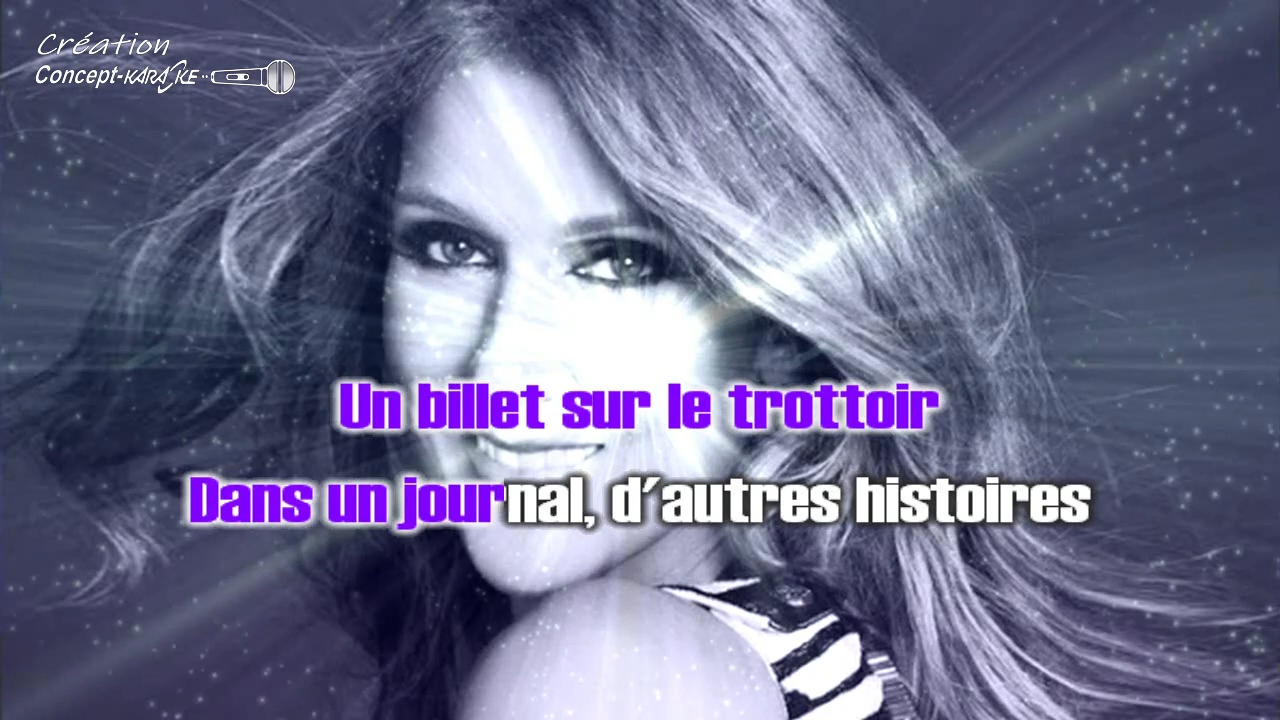 Création
Concept-KARAOKE
Un billet sur le trottoir
Dans un journal, d'autres histoires